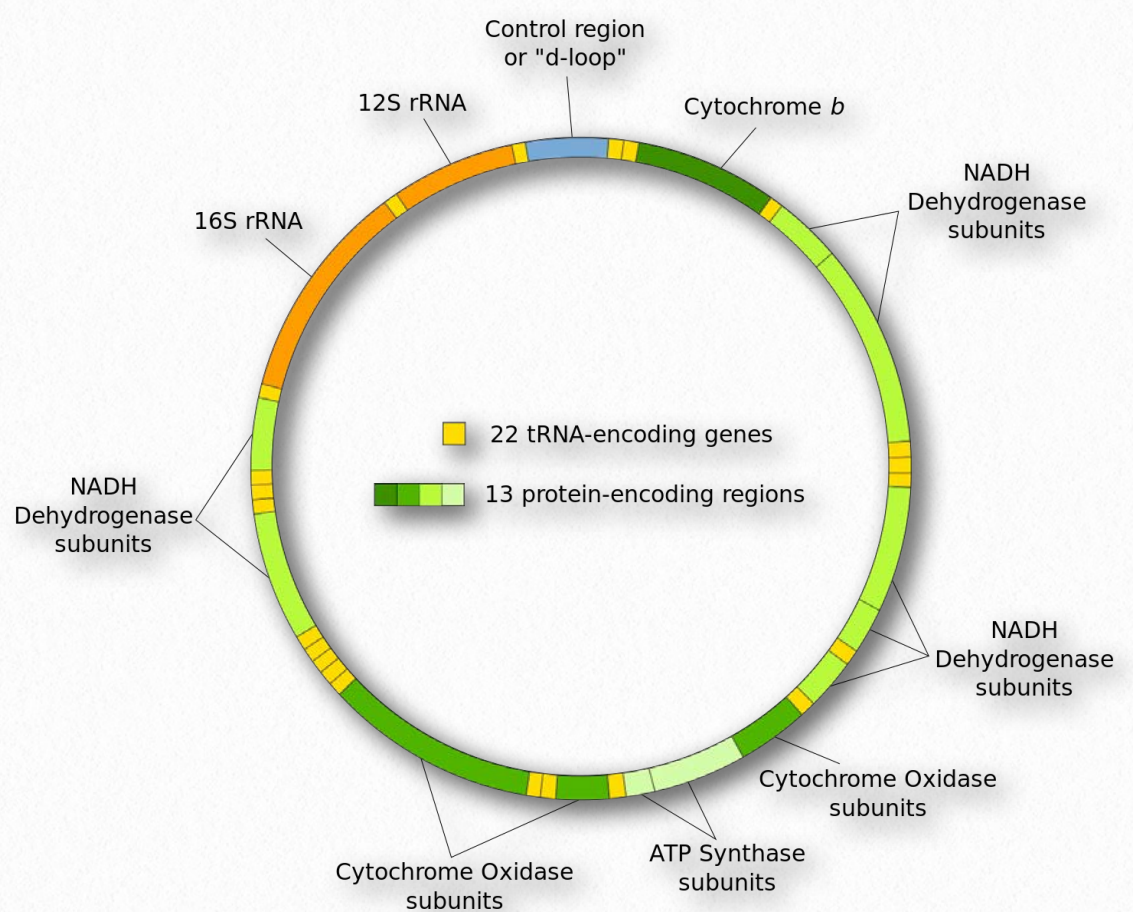 Control region
or "d-loop"
12S rRNA
Cytochrome b
NADH
Dehydrogenase
subunits
16S rRNA
22 tRNA-encoding genes
13 protein-encoding regions
NADH
Dehydrogenase
subunits
NADH
Dehydrogenase
subunits
Cytochrome Oxidase
subunits
ATP Synthase
subunits
Cytochrome Oxidase
subunits